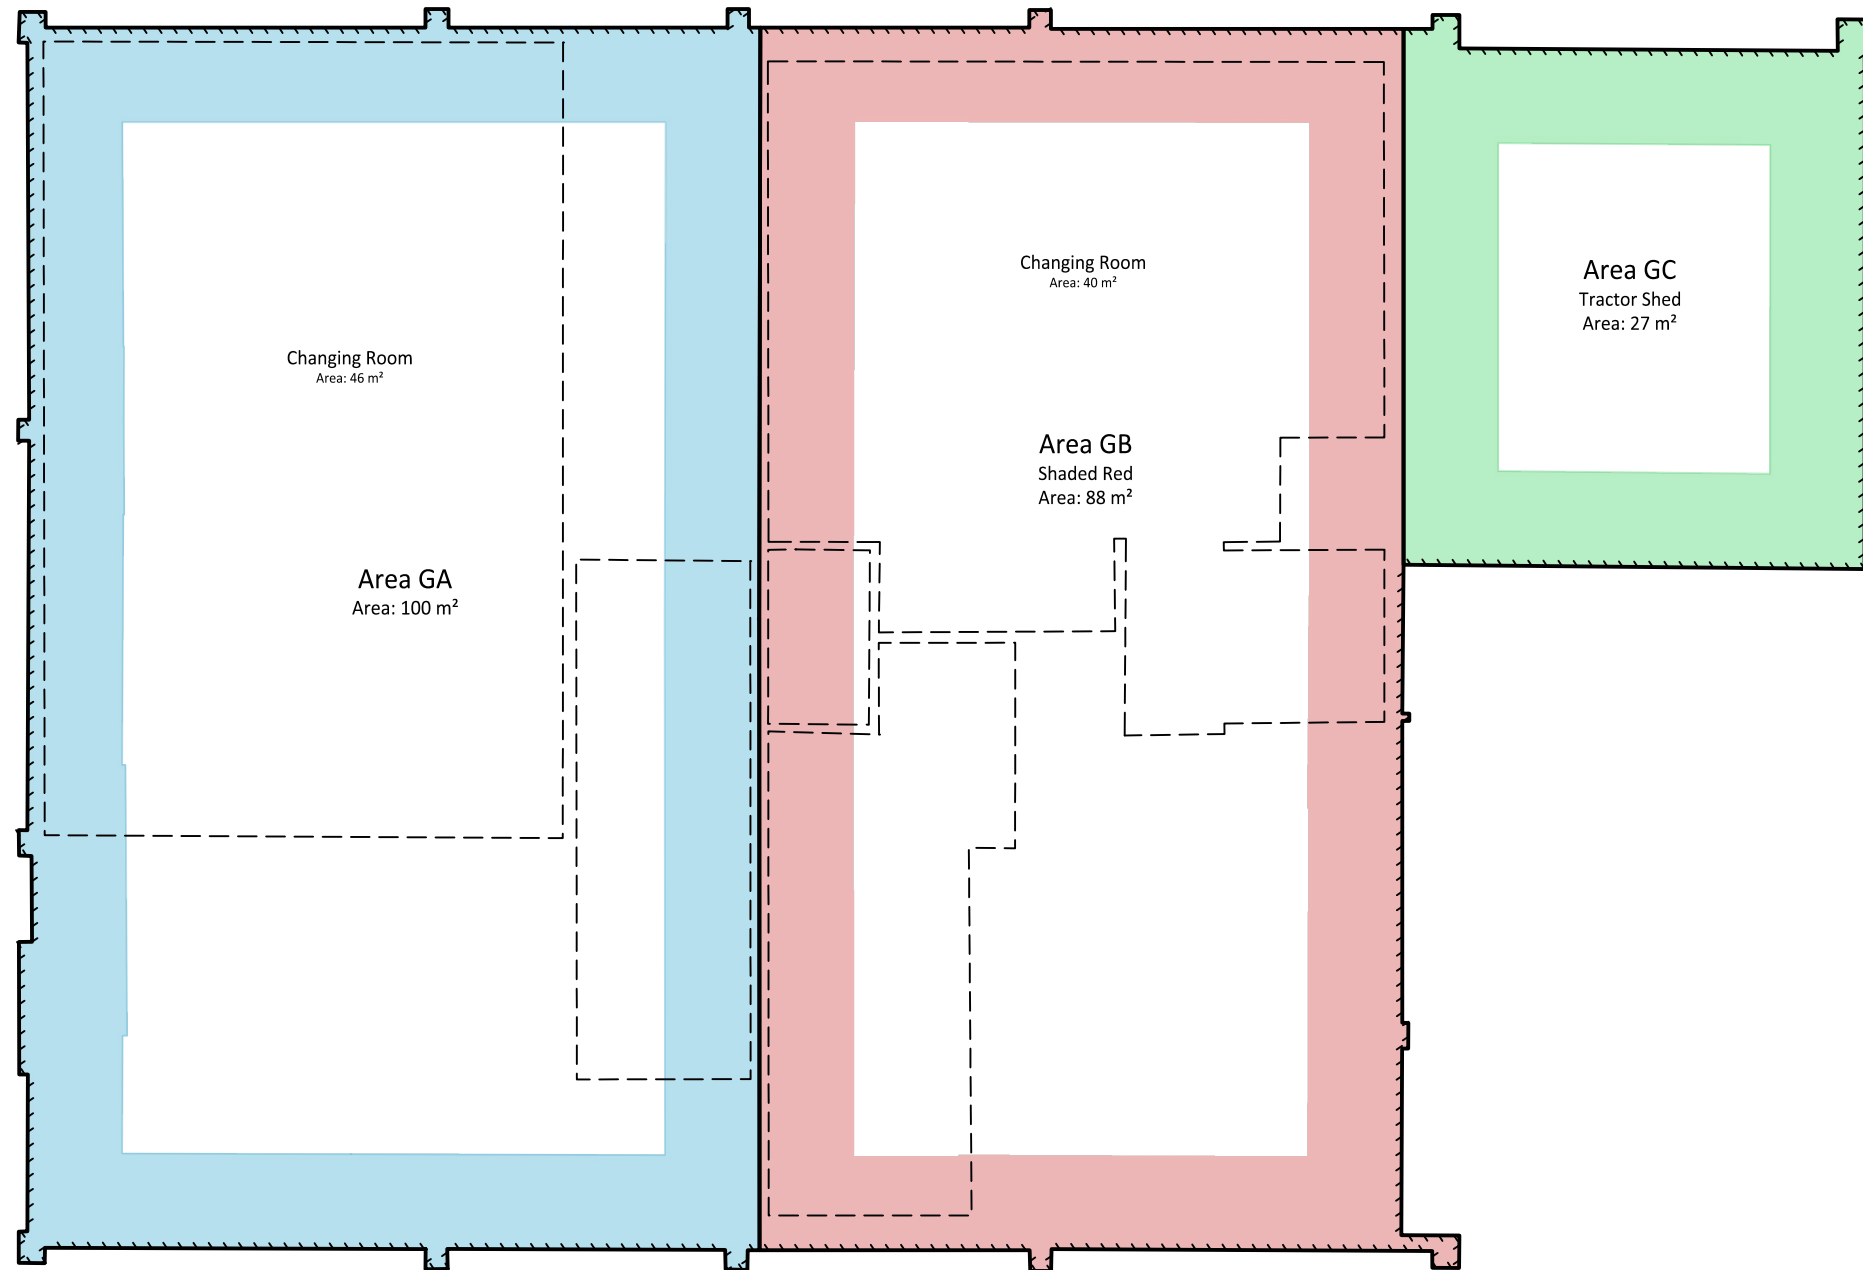 Changing Room
Area: 46 m²
Area GA
Area: 100 m²
Changing Room
Area: 40 m²
Area GB
Shaded Red
Area: 88 m²
Area GC
Tractor Shed
Area: 27 m²